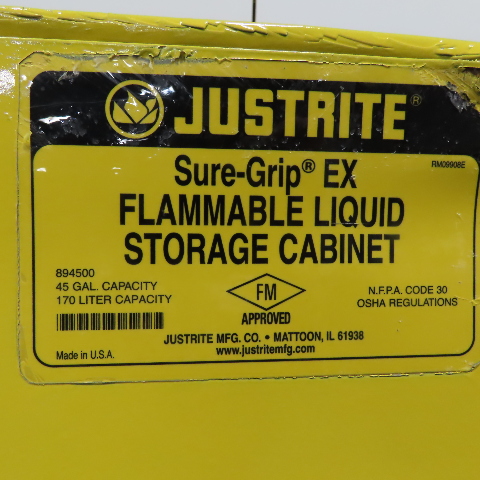 JUSTRITE®
RM09908E
Sure-Grip® EX
FLAMMABLE LIQUID
STORAGE CABINET
894500
45 GAL. CAPACITY
170 LITER CAPACITY
FM
APPROVED
N.F.P.A. CODE 30
OSHA REGULATIONS
JUSTRITE MFG. CO. • MATTOON, IL 61938
www.justritemfg.com
Made in U.S.A.